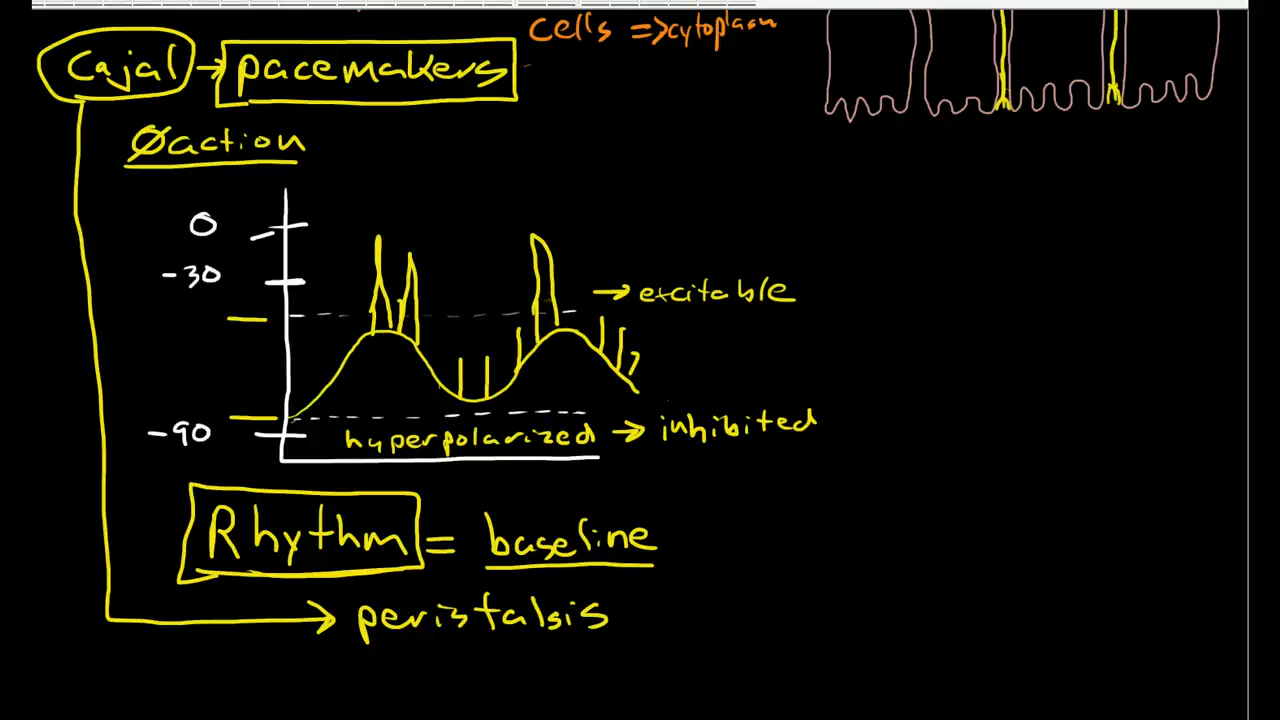 cells => cytoplasm
Cajal → pacemakers
Øaction
0
-30
→ excitable
-90
hyperpolarized → inhibited
Rhythm = baseline
→ peristalsis